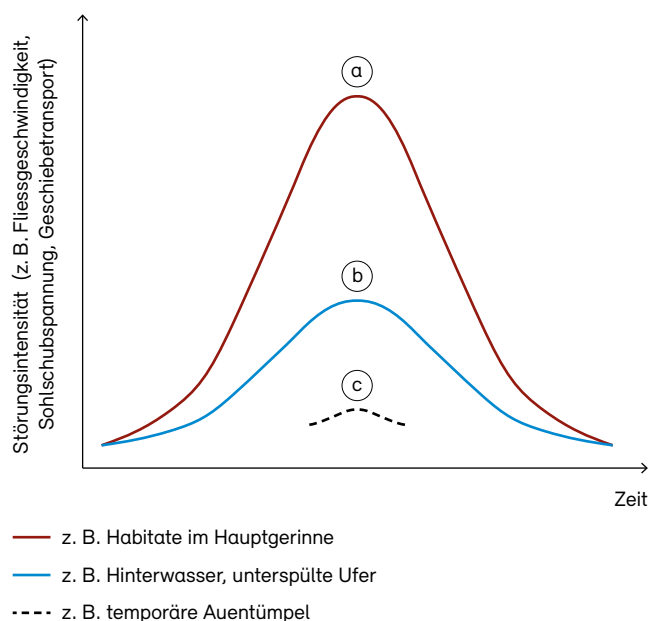 Störungsintensität (z. B. Fliessgeschwindigkeit,
Sohlschubspannung, Geschiebetransport)
a
b
c
Zeit
z. B. Habitate im Hauptgerinne
z. B. Hinterwasser, unterspülte Ufer
z. B. temporäre Auentümpel